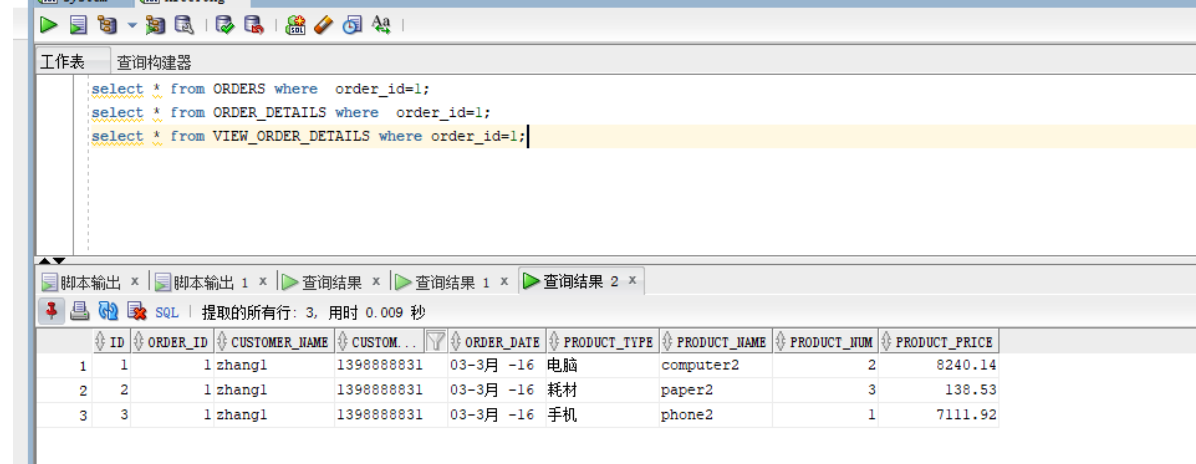 工作表 查询构建器
select * from ORDERS where order_id=1;
select * from ORDER_DETAILS where order_id=1;
select * from VIEW_ORDER_DETAILS where order_id=1;
脚本输出 × 脚本输出 1 × 查询结果 × 查询结果 1 × 查询结果 2 ×
SQL 提取的所有行: 3, 用时 0.009 秒
ID ORDER_ID CUSTOMER_NAME CUSTOM... ORDER_DATE PRODUCT_TYPE PRODUCT_NAME PRODUCT_NUM PRODUCT_PRICE
1 1 1 zhang1 1398888831 03-3月 -16 电脑 computer2 2 8240.14
2 2 1 zhang1 1398888831 03-3月 -16 耗材 paper2 3 138.53
3 3 1 zhang1 1398888831 03-3月 -16 手机 phone2 1 7111.92